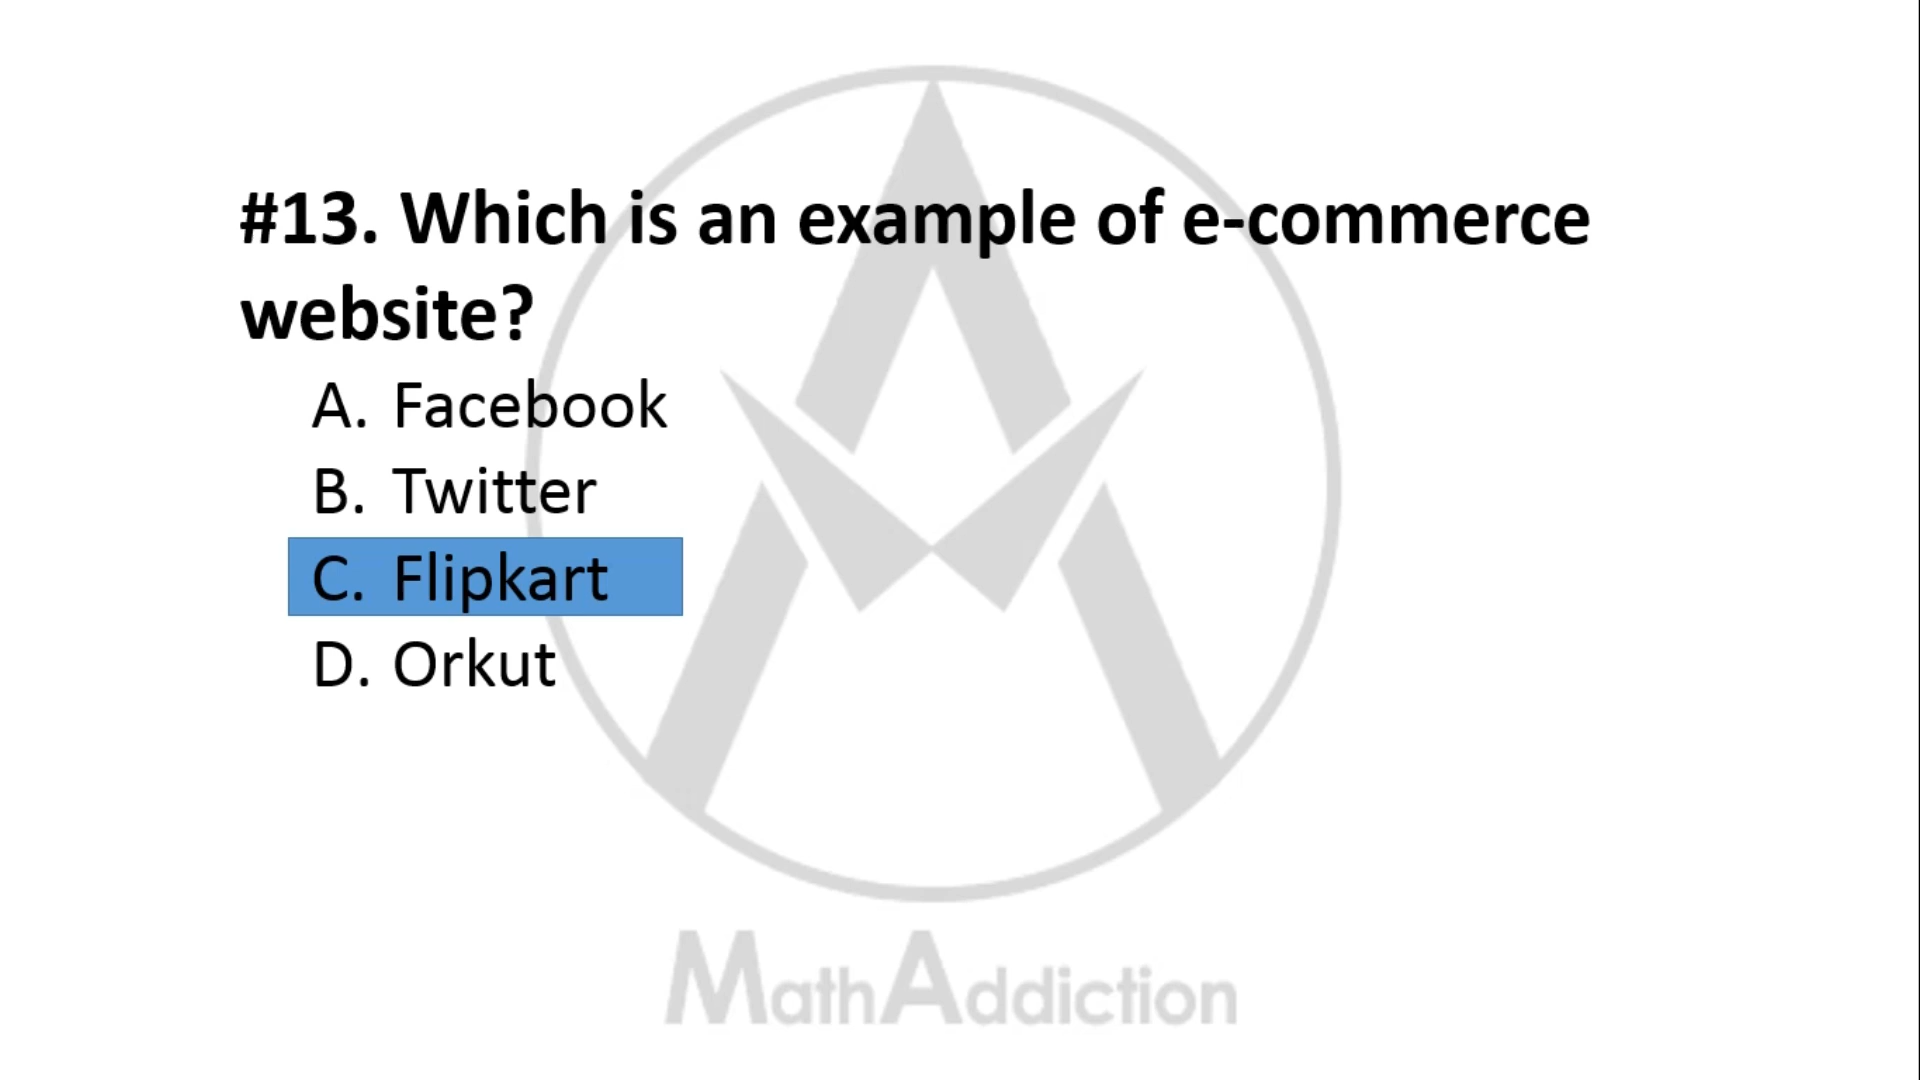 #13. Which is an example of e-commerce
website?
A. Facebook
B. Twitter
C. Flipkart
D. Orkut
MathAddiction